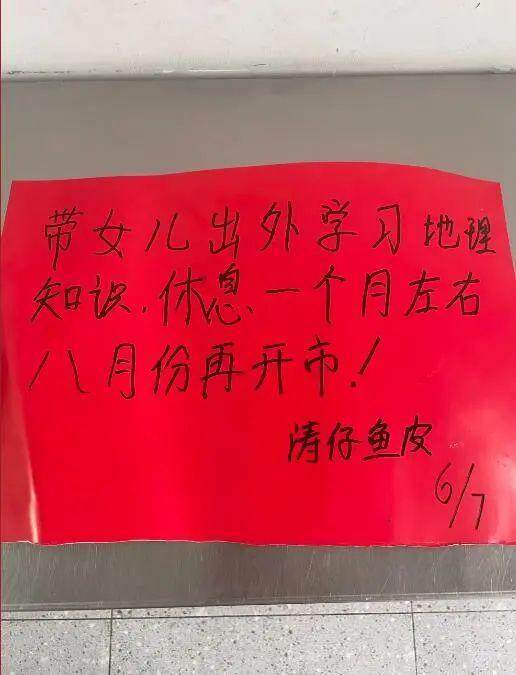 带女儿出外学习地理
知识.休息一个月左右
八月份再开市!
涛仔鱼皮
6/7